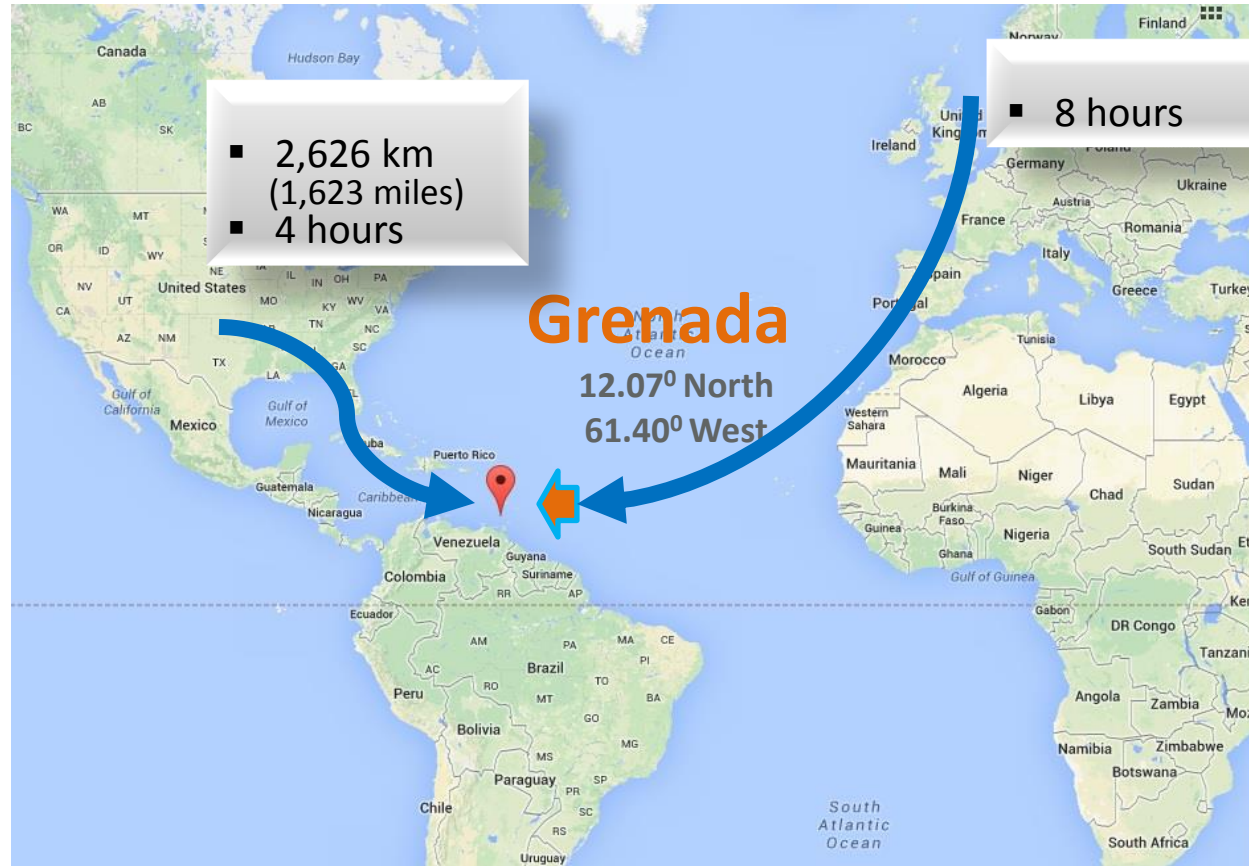 Finland
Norway
Canada
Hudson Bay
▪ 2,626 km
(1,623 miles)
▪ 4 hours
▪ 8 hours
AB
BC
SK
United
Kingdom
Ireland
Poland
Germany
Ukraine
WA
MT
Austria
France
Romania
OR
ID
WY
Italy
Spain
NE
IA
IL
IN
OH
PA
NV
UT
United States
Portugal
Greece
Turkey
CA
MO
KY
WV
VA
Grenada
North
Atlantic
Ocean
AZ
NM
TN
NC
SC
Tunisia
TX
LA
GA
Morocco
12.07⁰ North
Gulf of
California
Gulf of
Mexico
FL
Algeria
Libya
Egypt
Mexico
61.40⁰ West
Western
Sahara
Cuba
Puerto Rico
Mauritania
Mali
Niger
Sudan
Guatemala
Caribbean
Chad
Nicaragua
Burkina
Faso
Guinea
Nigeria
Venezuela
Ghana
South Sudan
Et
Guyana
Colombia
Suriname
Gulf of Guinea
RR
AP
Ecuador
Gabon
Ke
DR Congo
AM
PA
MA
CE
Tanzani
AC
Brazil
PI
TO
Peru
RO
MT
BA
Angola
Zambia
GO
Bolivia
Moz
MG
Namibia
Zimbabwe
MS
Botswana
Paraguay
SP
PR
Chile
SC
South
Atlantic
Ocean
RS
South Africa
Uruguay